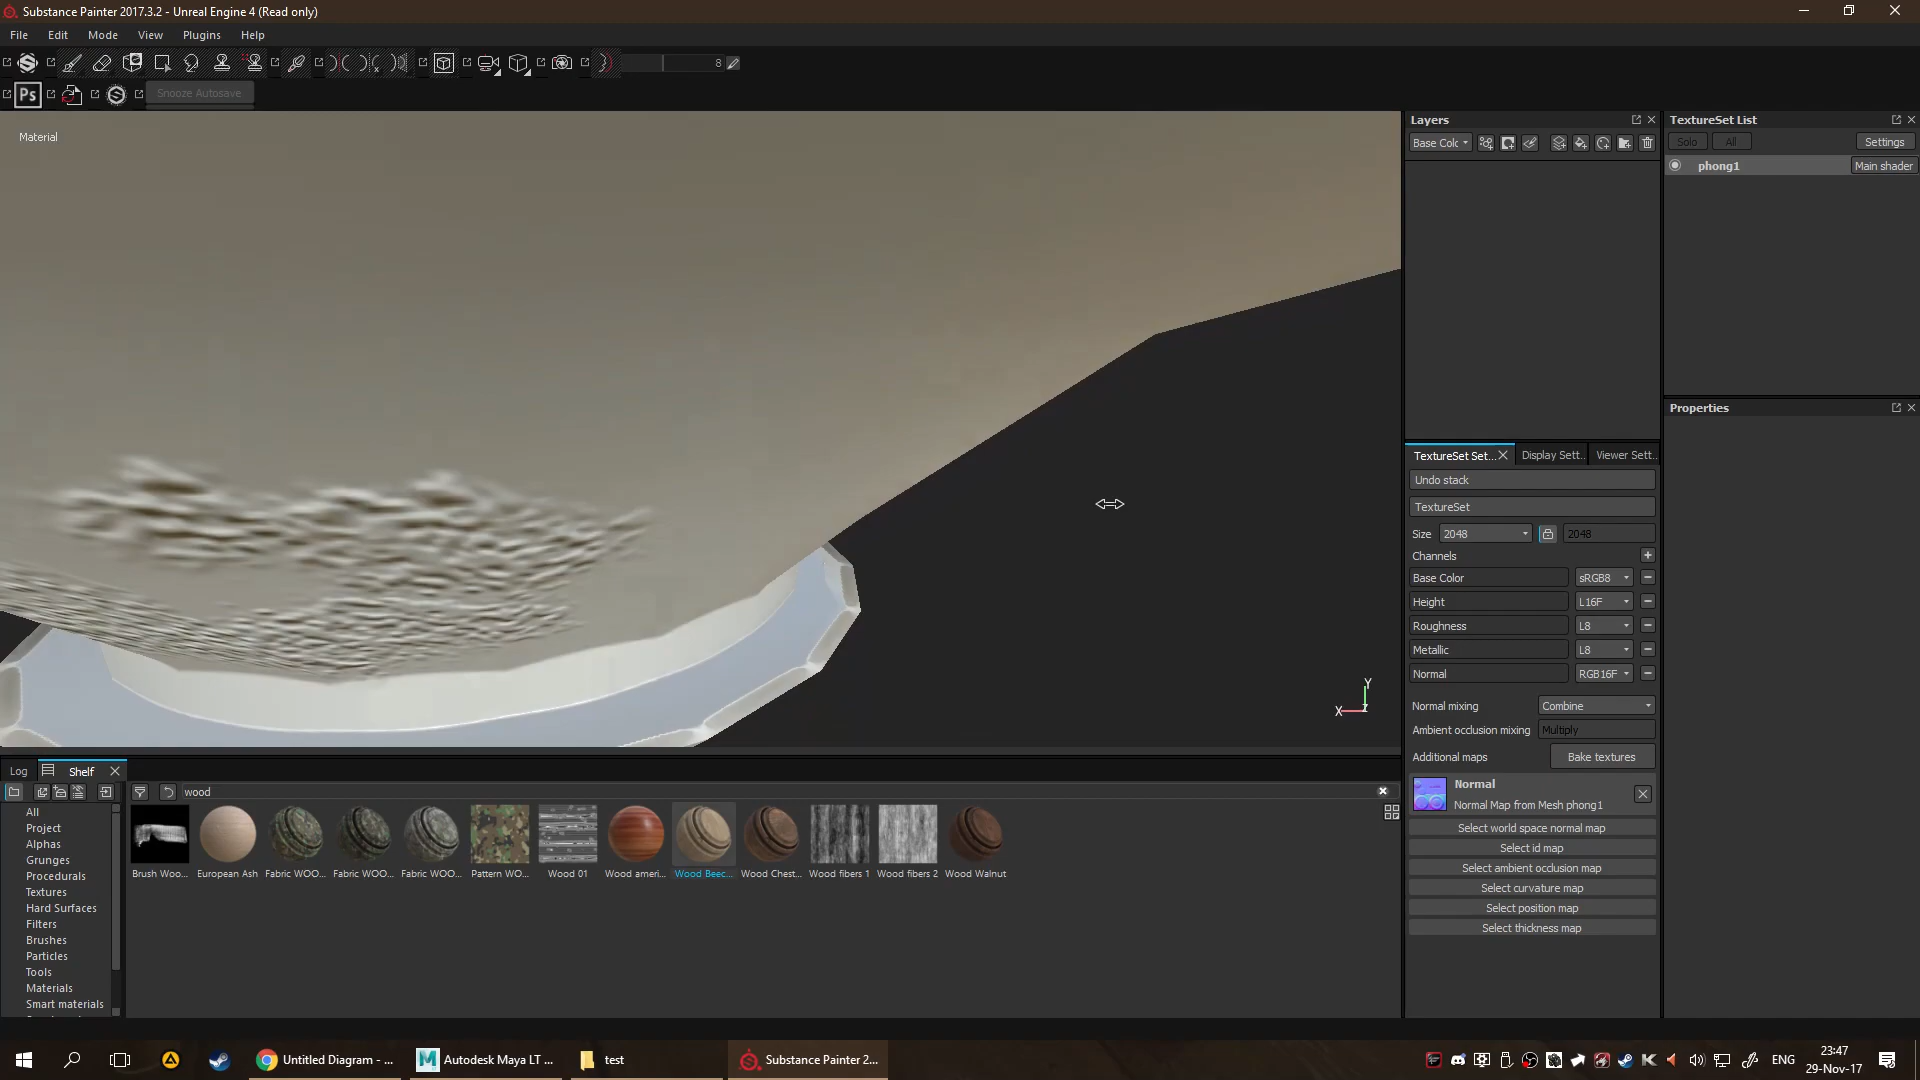 Substance Painter 2017.3.2 - Unreal Engine 4 (Read only)
File Edit Mode View Plugins Help
8
Ps Snooze Autosave
Material
Layers
Base Colc
TextureSet List
Solo All Settings
phong1 Main shader
Properties
TextureSet Set... Display Sett.. Viewer Sett..
Undo stack
TextureSet
Size 2048 2048
Channels
Base Color sRGB8
Height L16F
Roughness L8
Metallic L8
Normal RGB16F
Normal mixing Combine
Ambient occlusion mixing Multiply
Additional maps Bake textures
Normal
Normal Map from Mesh phong1
Select world space normal map
Select id map
Select ambient occlusion map
Select curvature map
Select position map
Select thickness map
Y
X Z
Log Shelf
wood
All
Project
Alphas
Grunges
Procedurals
Textures
Hard Surfaces
Filters
Brushes
Particles
Tools
Materials
Smart materials
Brush Woo... European Ash Fabric WOO... Fabric WOO... Fabric WOO... Pattern WO... Wood 01 Wood ameri... Wood Beec... Wood Chest... Wood fibers 1 Wood fibers 2 Wood Walnut
Untitled Diagram - ... Autodesk Maya LT ... test Substance Painter 2...
ENG
23:47
29-Nov-17